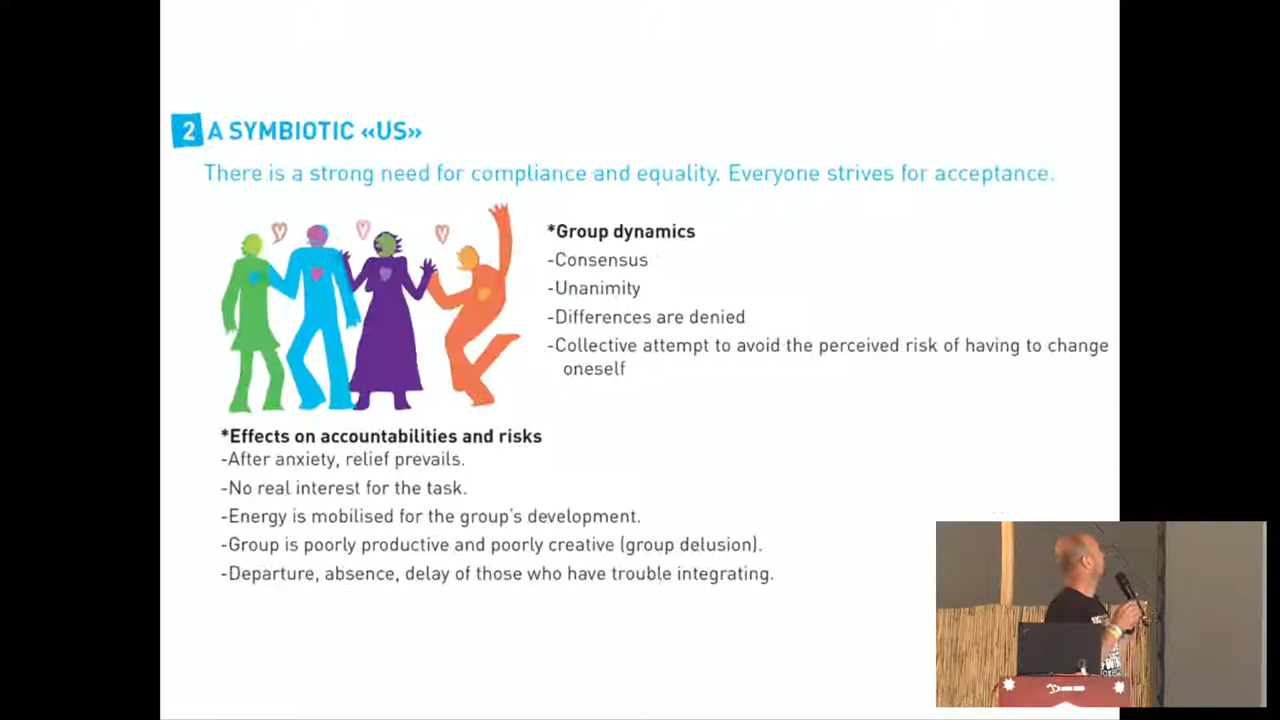 2 A SYMBIOTIC «US»
There is a strong need for compliance and equality. Everyone strives for acceptance.
*Group dynamics
-Consensus
-Unanimity
-Differences are denied
-Collective attempt to avoid the perceived risk of having to change
oneself
*Effects on accountabilities and risks
-After anxiety, relief prevails.
-No real interest for the task.
-Energy is mobilised for the group's development.
-Group is poorly productive and poorly creative (group delusion).
-Departure, absence, delay of those who have trouble integrating.